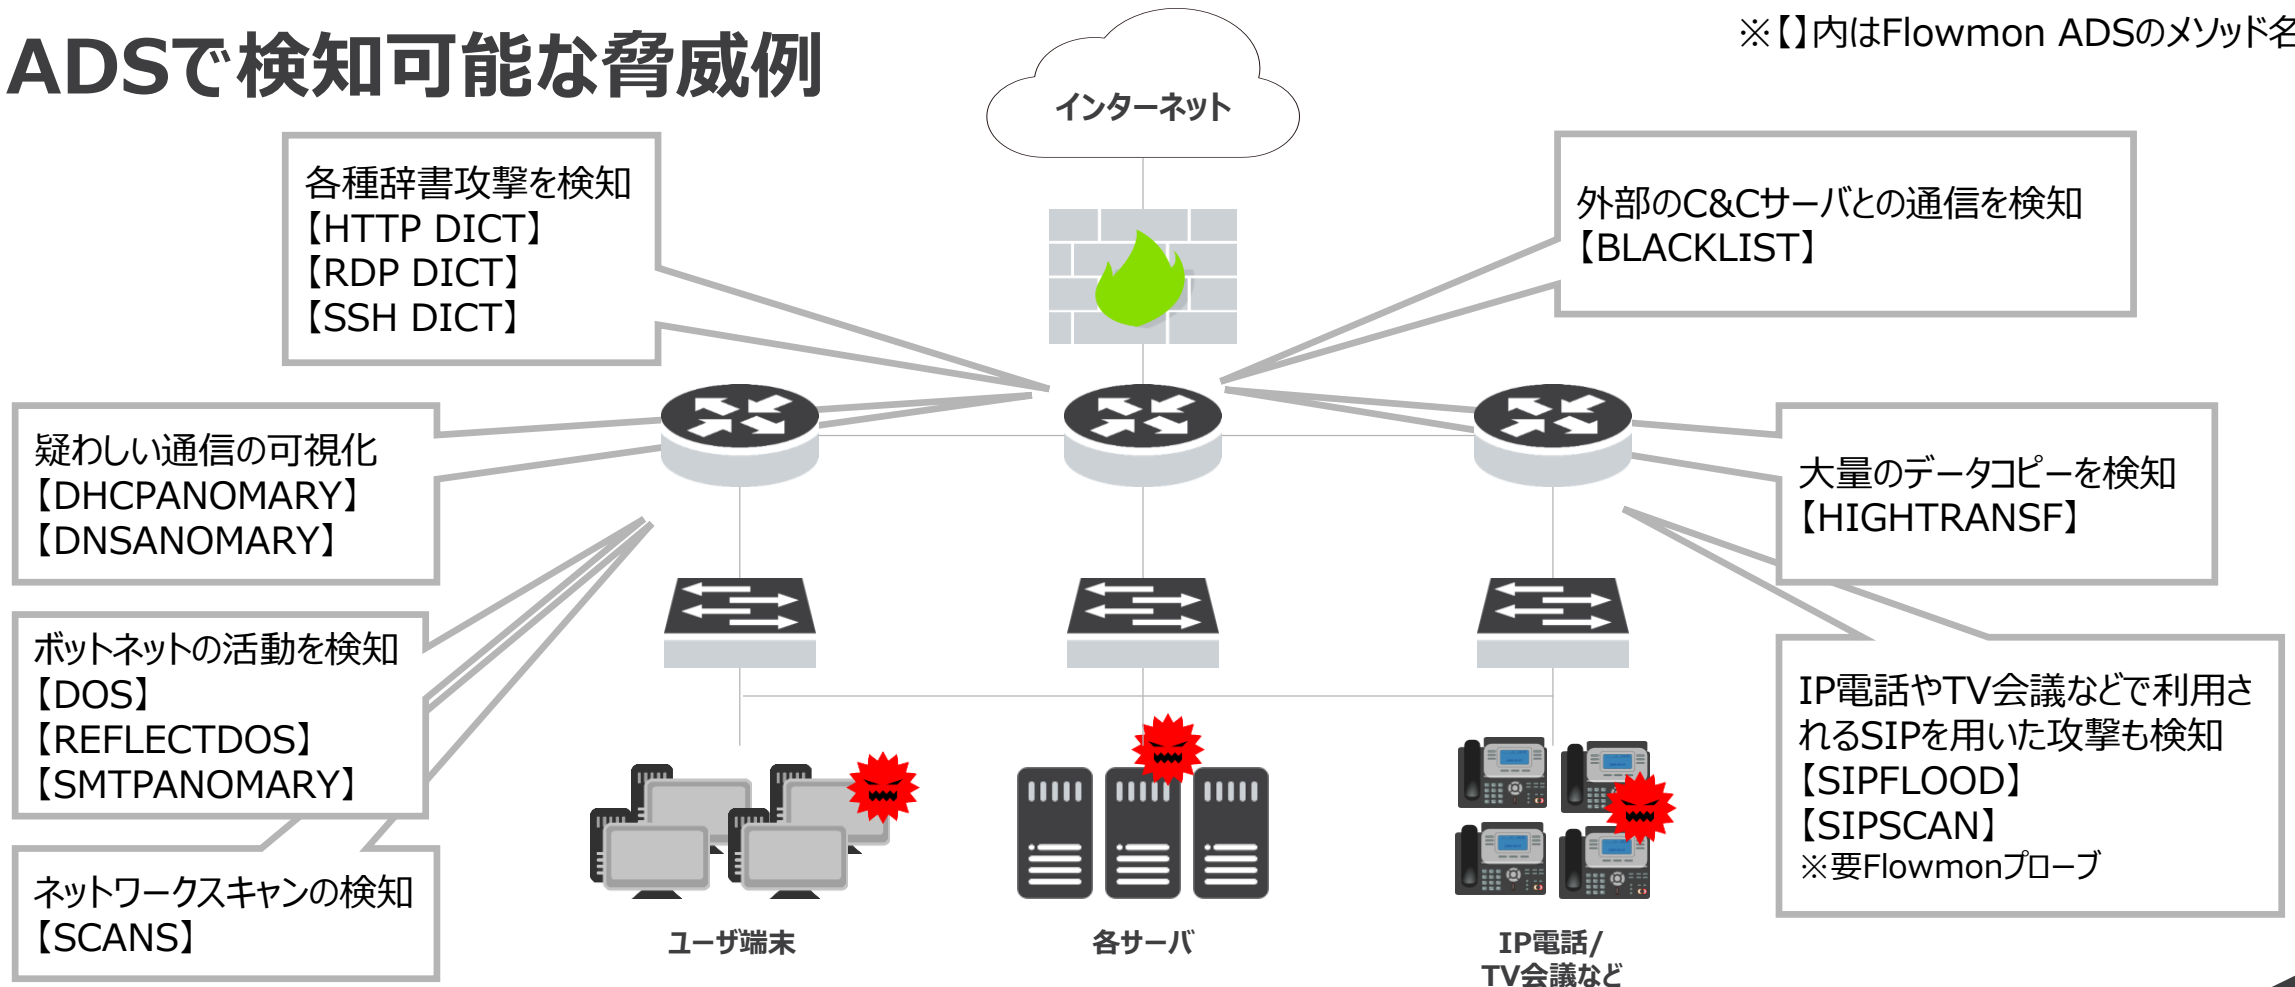 ADSで検知可能な脅威例
※【】内はFlowmon ADSのメソッド名
インターネット
各種辞書攻撃を検知
【HTTP DICT】
【RDP DICT】
【SSH DICT】
外部のC&Cサーバとの通信を検知
【BLACKLIST】
疑わしい通信の可視化
【DHCPANOMARY】
【DNSANOMARY】
大量のデータコピーを検知
【HIGHTRANSF】
ボットネットの活動を検知
【DOS】
【REFLECTDOS】
【SMTPANOMARY】
IP電話やTV会議などで利用さ
れるSIPを用いた攻撃も検知
【SIPFLOOD】
【SIPSCAN】
※要Flowmonプローブ
ネットワークスキャンの検知
【SCANS】
ユーザ端末
各サーバ
IP電話/
TV会議など